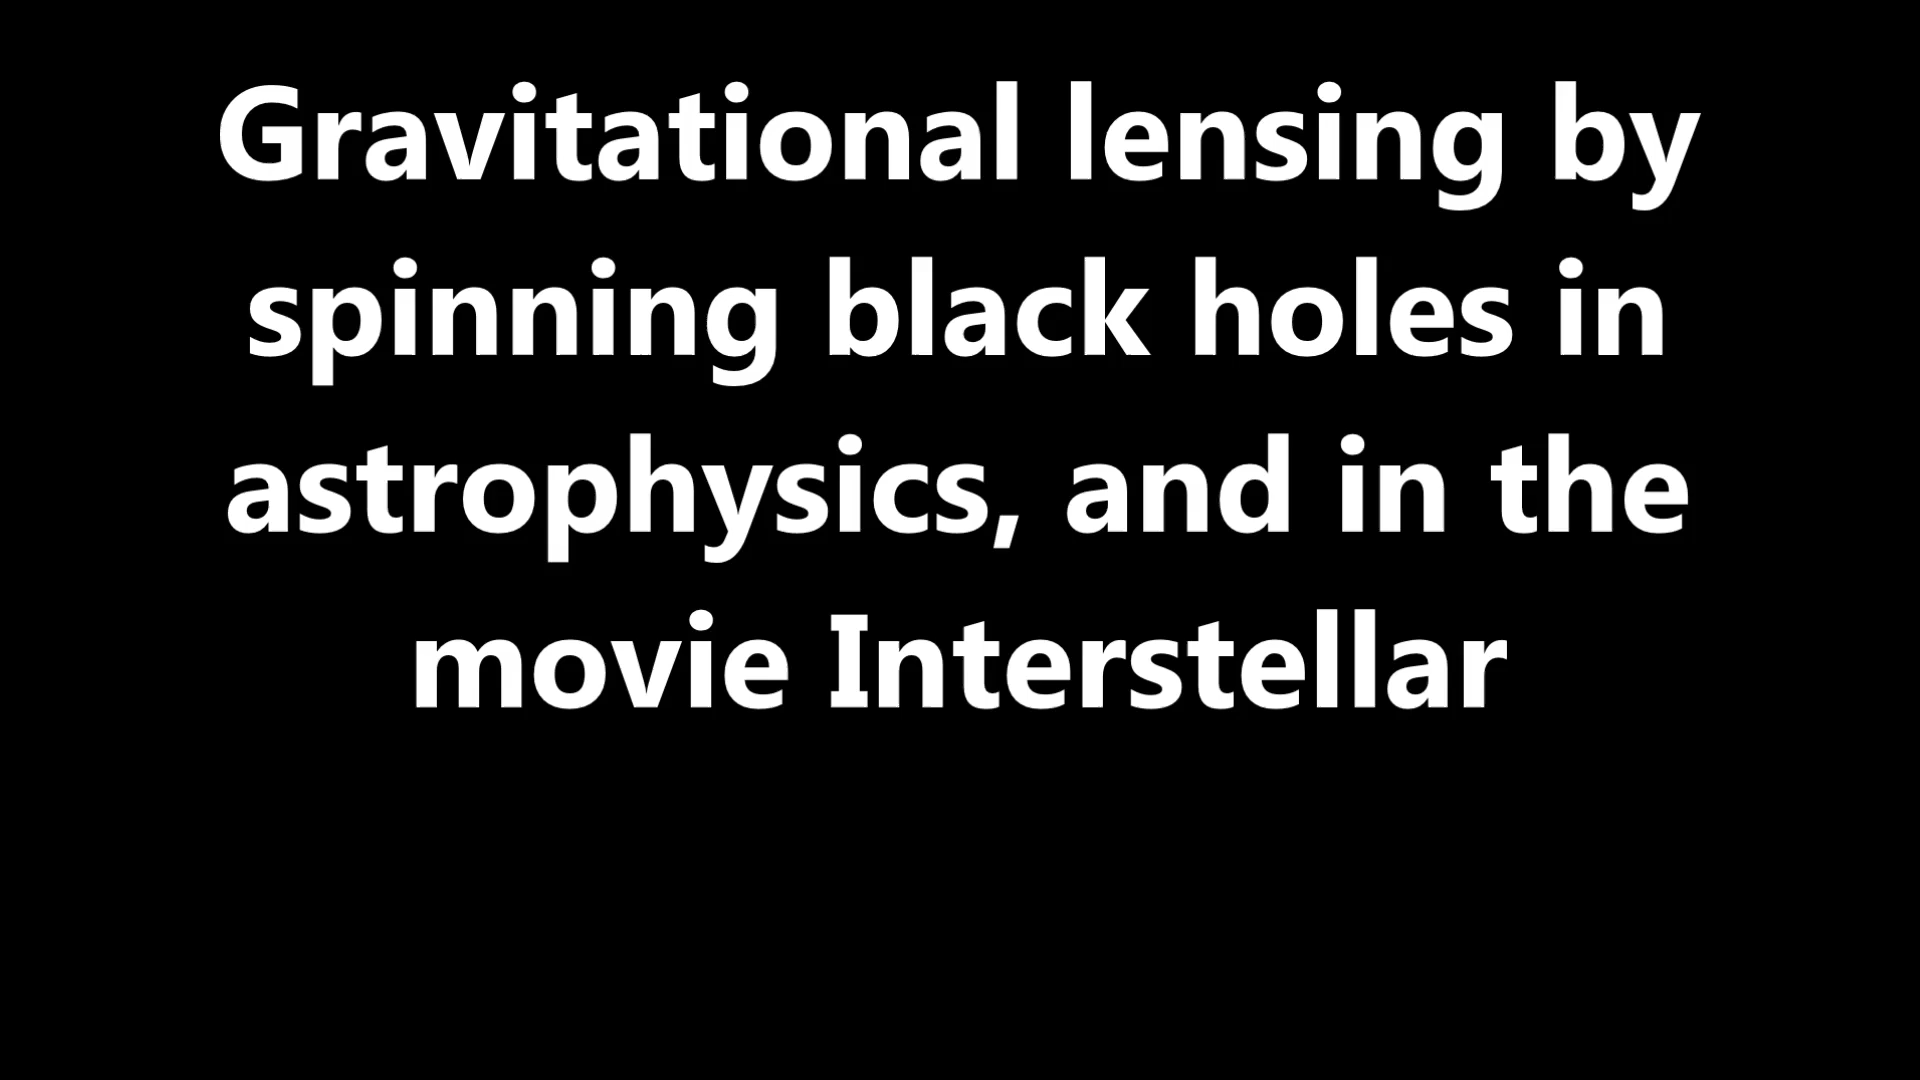 Gravitational lensing by
spinning black holes in
astrophysics, and in the
movie Interstellar